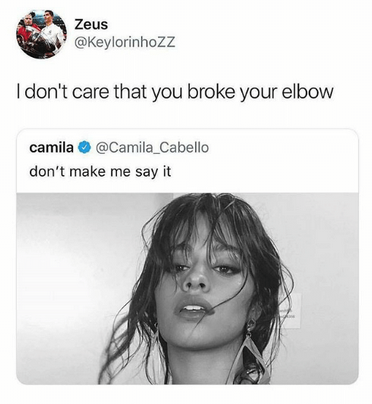 Zeus
@KeylorinhoZZ
I don't care that you broke your elbow
camila @Camila_Cabello
don't make me say it